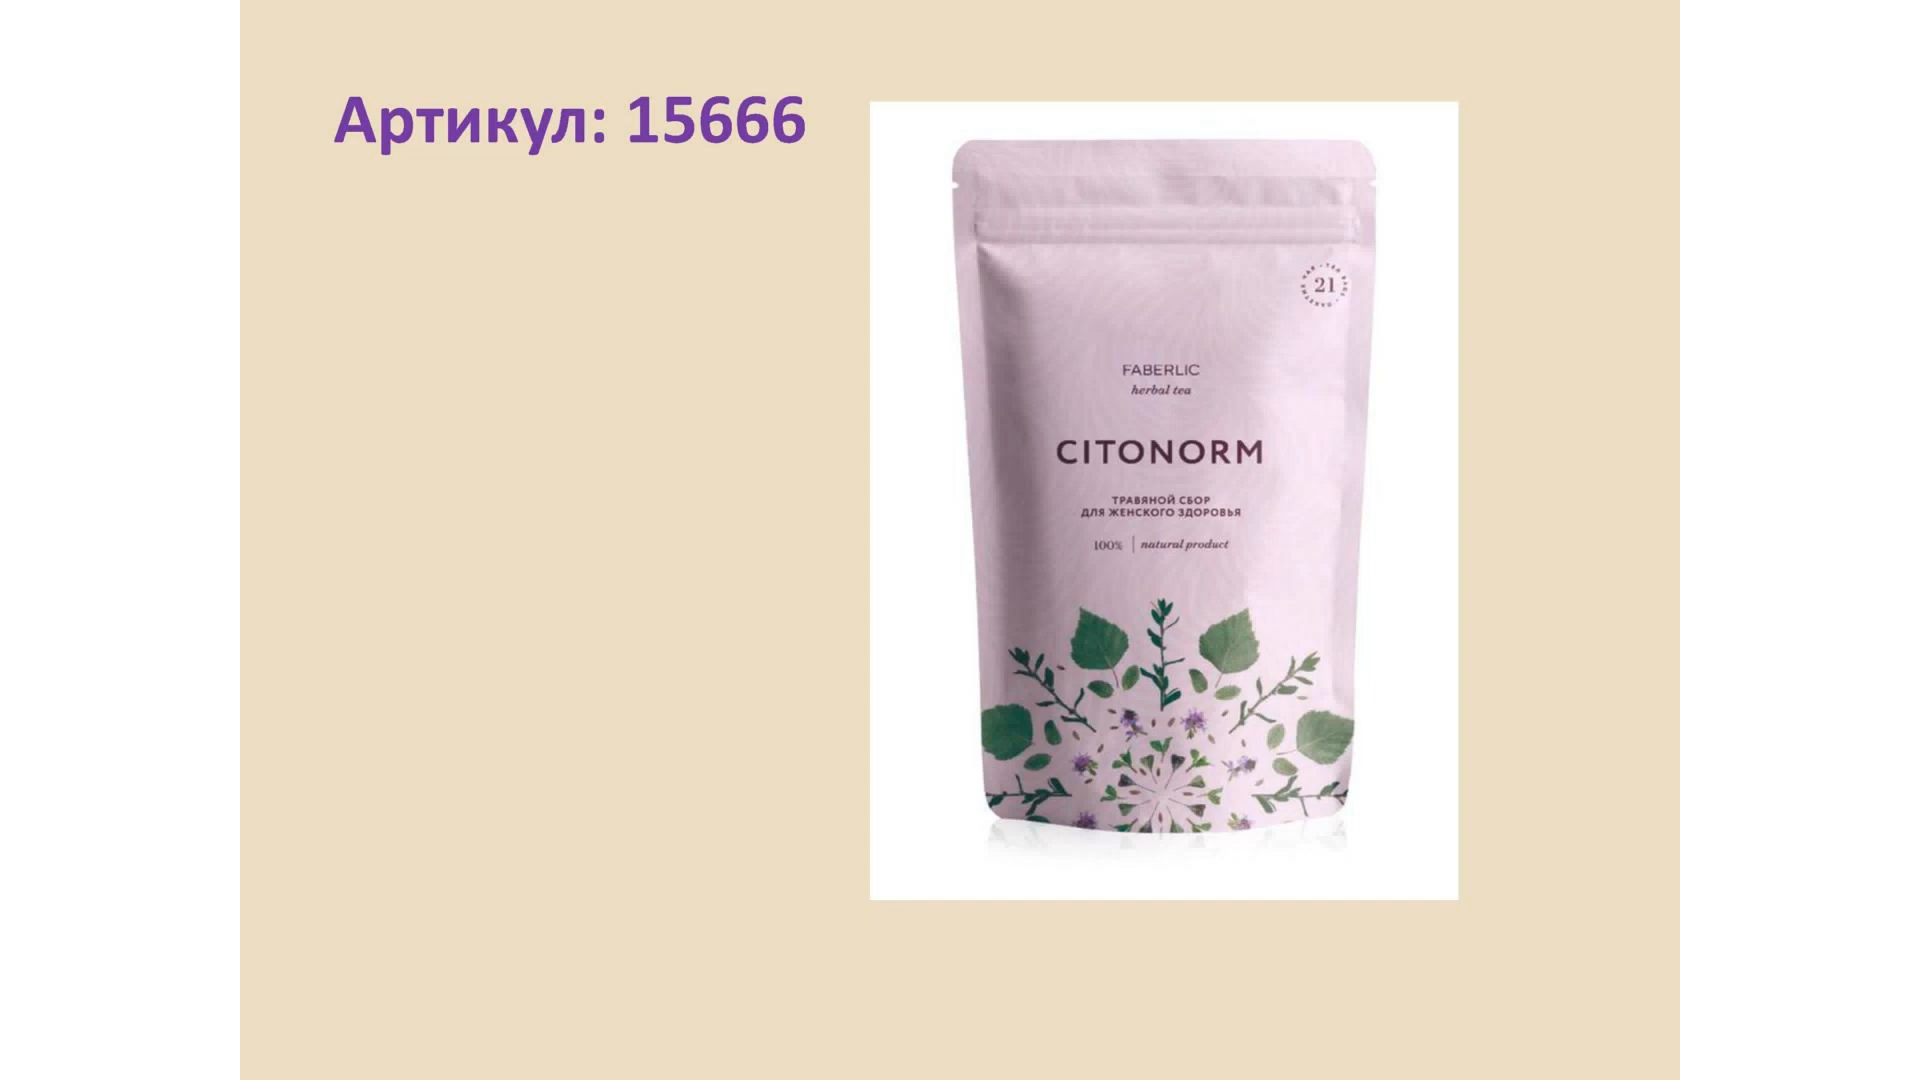 Артикул: 15666
21
FABERLIC
herbal tea
CITONORM
ТРАВЯНОЙ СБОР
ДЛЯ ЖЕНСКОГО ЗДОРОВЬЯ
100% | natural product